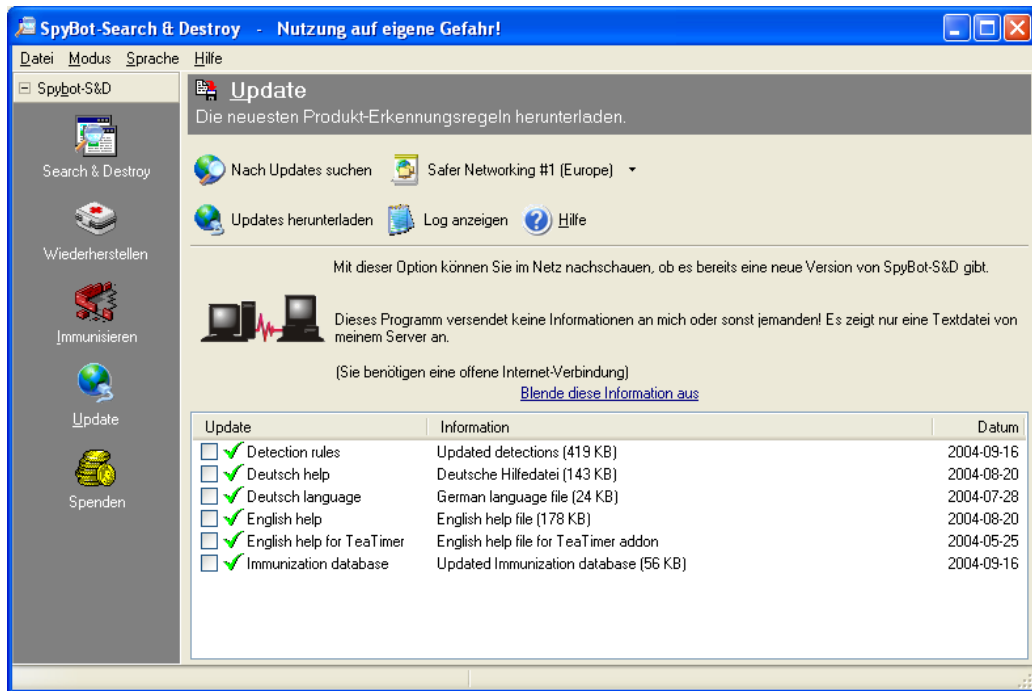 SpyBot-Search & Destroy - Nutzung auf eigene Gefahr!
Datei Modus Sprache Hilfe
Spybot-S&D
Update
Die neuesten Produkt-Erkennungsregeln herunterladen.
Search & Destroy
Wiederherstellen
Immunisieren
Update
Spenden
Nach Updates suchen Safer Networking #1 (Europe)
Updates herunterladen Log anzeigen Hilfe
Mit dieser Option können Sie im Netz nachschauen, ob es bereits eine neue Version von SpyBot-S&D gibt.
Dieses Programm versendet keine Informationen an mich oder sonst jemanden! Es zeigt nur eine Textdatei von
meinem Server an.
(Sie benötigen eine offene Internet-Verbindung)
Blende diese Information aus
Update Information Datum
Detection rules Updated detections (419 KB) 2004-09-16
Deutsch help Deutsche Hilfedatei (143 KB) 2004-08-20
Deutsch language German language file (24 KB) 2004-07-28
English help English help file (178 KB) 2004-08-20
English help for TeaTimer English help file for TeaTimer addon 2004-05-25
Immunization database Updated Immunization database (56 KB) 2004-09-16